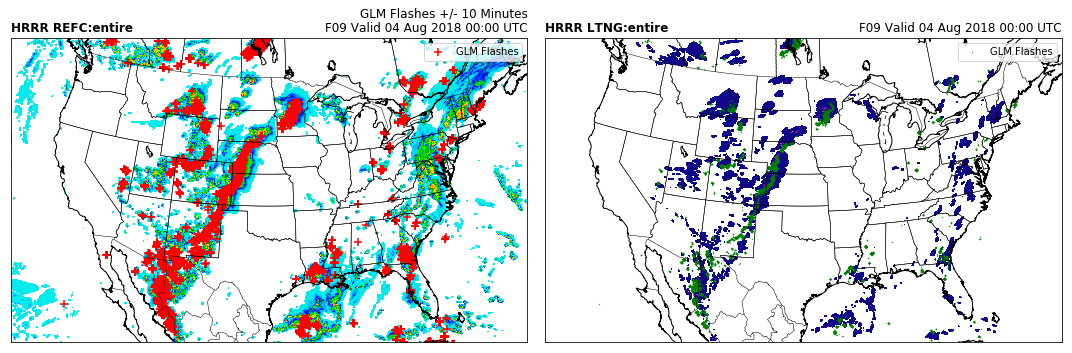 GLM Flashes +/- 10 Minutes
HRRR REFC:entire
F09 Valid 04 Aug 2018 00:00 UTC
GLM Flashes
HRRR LTNG:entire
F09 Valid 04 Aug 2018 00:00 UTC
GLM Flashes